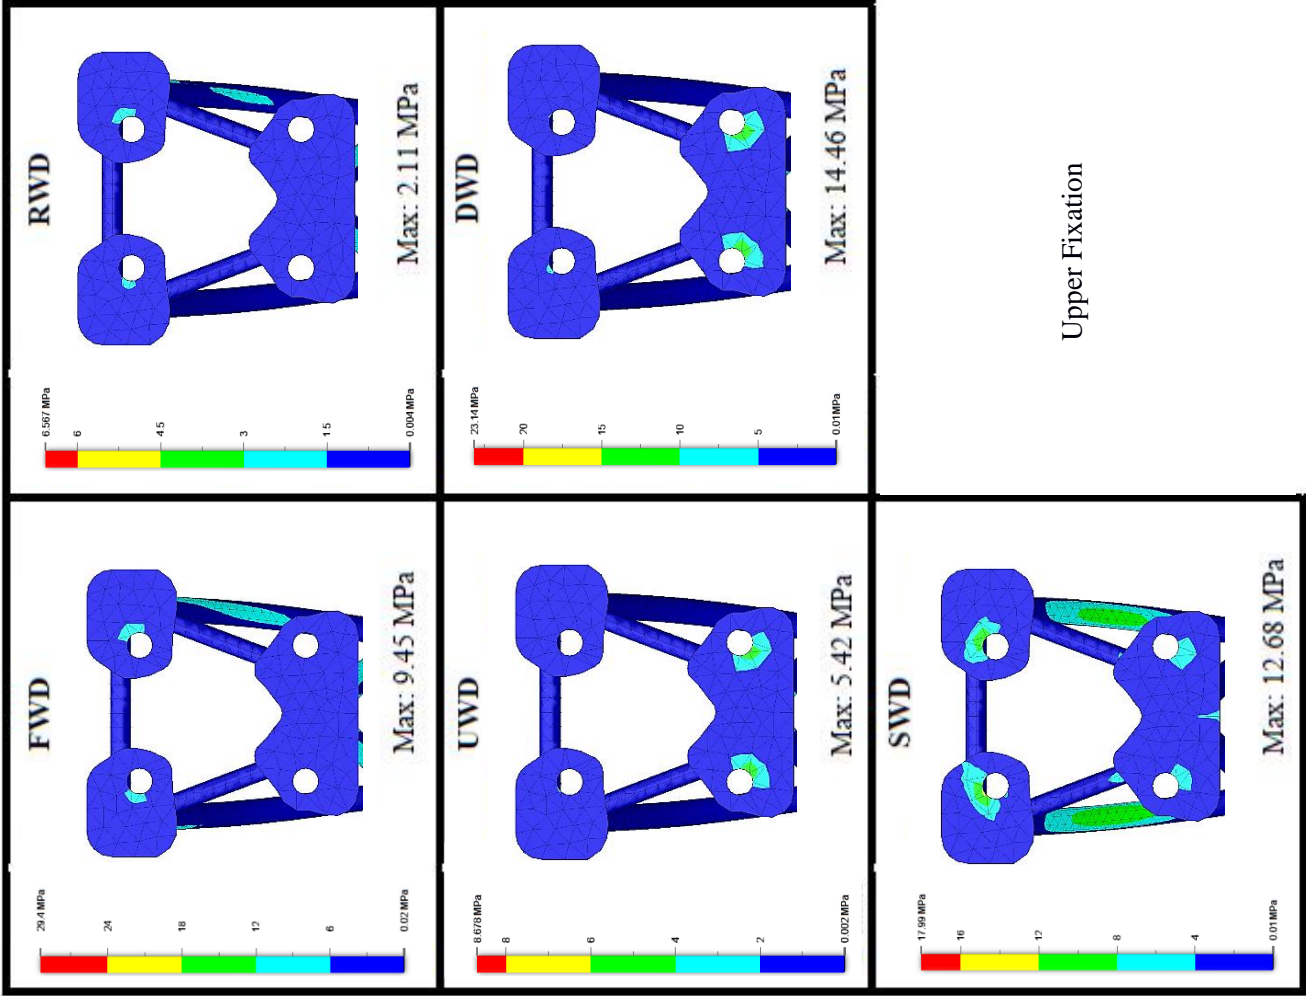 FWD
29.4 MPa
24
18
12
6
0.02 MPa
Max: 9.45 MPa
RWD
6.567 MPa
6
4.5
3
1.5
0.004 MPa
Max: 2.11 MPa
UWD
8.678 MPa
8
6
4
2
0.002 MPa
Max: 5.42 MPa
DWD
23.14 MPa
20
15
10
5
0.01 MPa
Max: 14.46 MPa
SWD
17.99 MPa
16
12
8
4
0.01 MPa
Max: 12.68 MPa
Upper Fixation